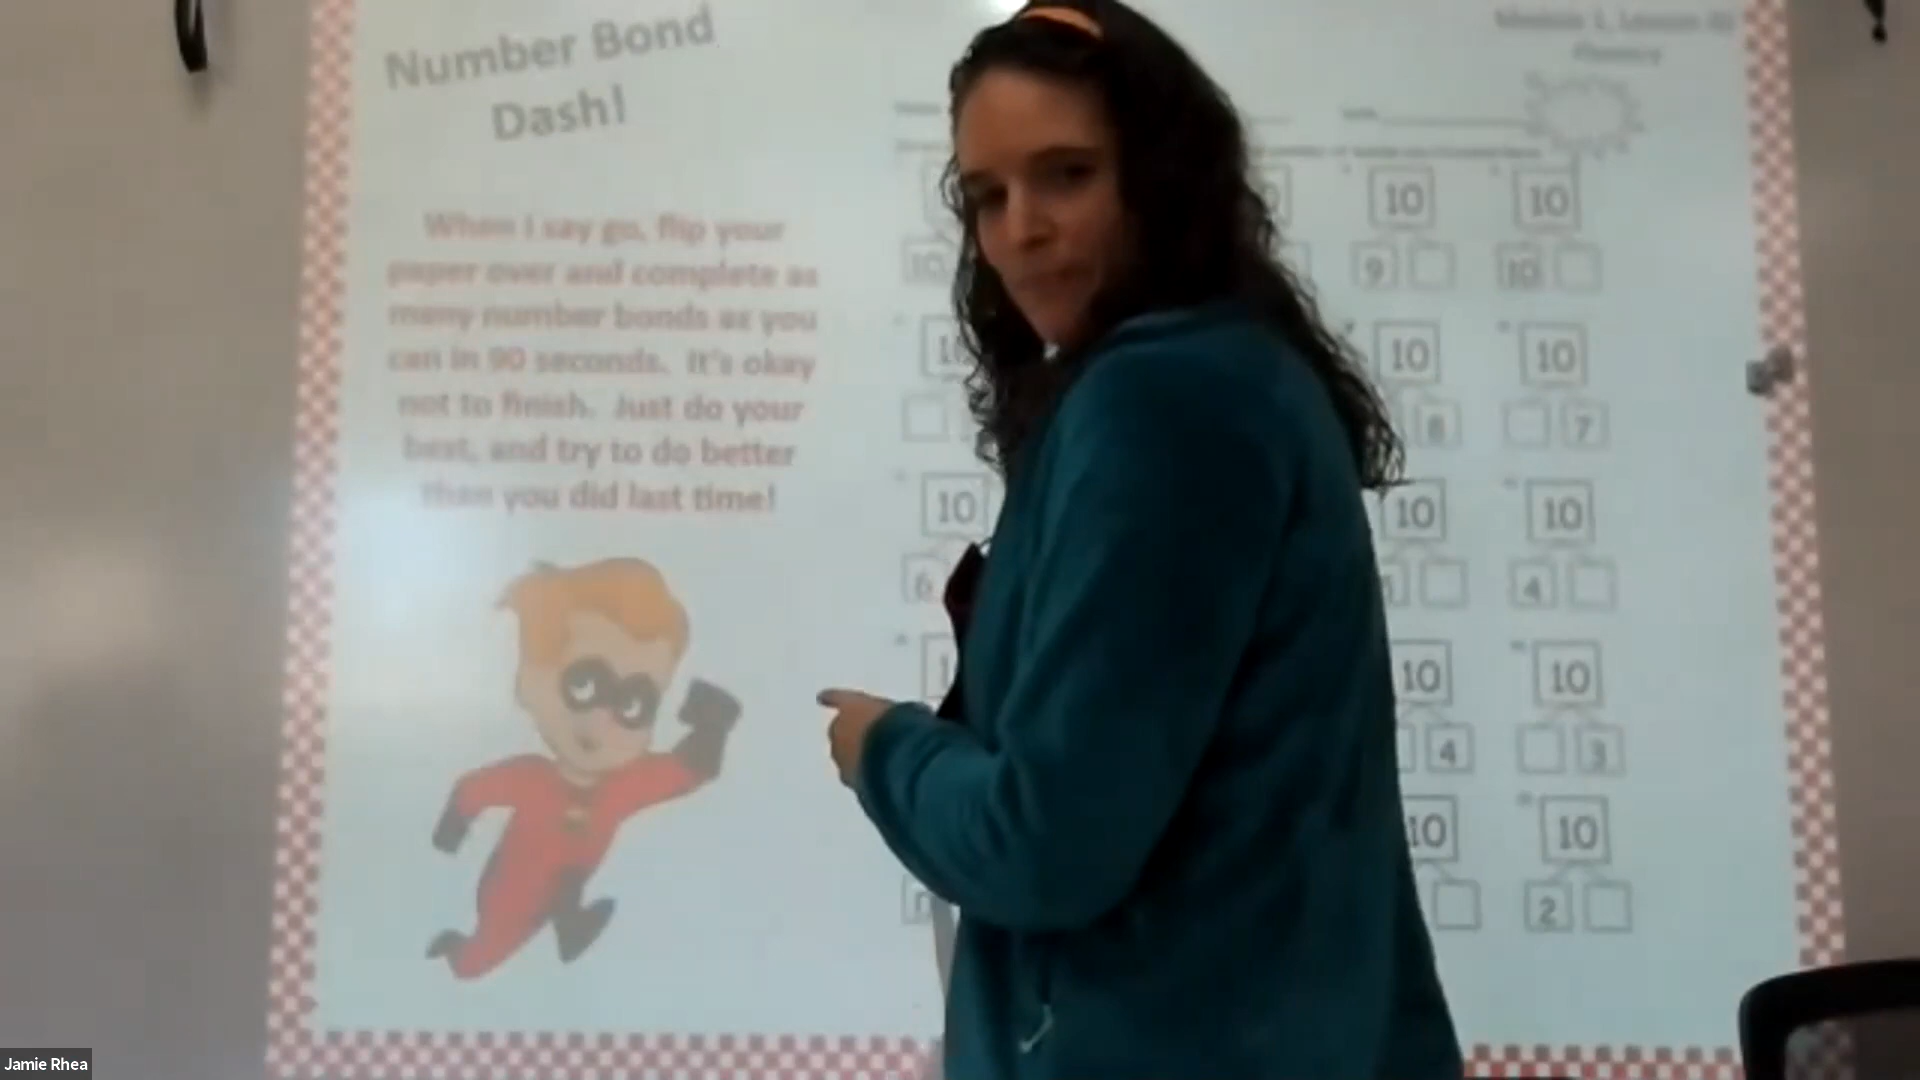 Number Bond
Dash!
When I say go, flip your
paper over and complete as
many number bonds as you
can in 90 seconds. It's okay
not to finish. Just do your
best, and try to do better
than you did last time!
Fluency
10 10
10 9 10
10 10
8 7
10 10 10
6 4
10 10
4 3
10 10
2
Jamie Rhea